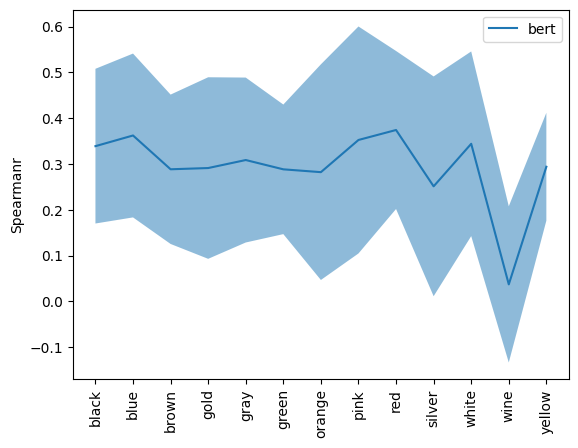 bert
0.6
0.5
0.4
0.3
0.2
0.1
0.0
−0.1
Spearmanr
black
blue
brown
gold
gray
green
orange
pink
red
silver
white
wine
yellow